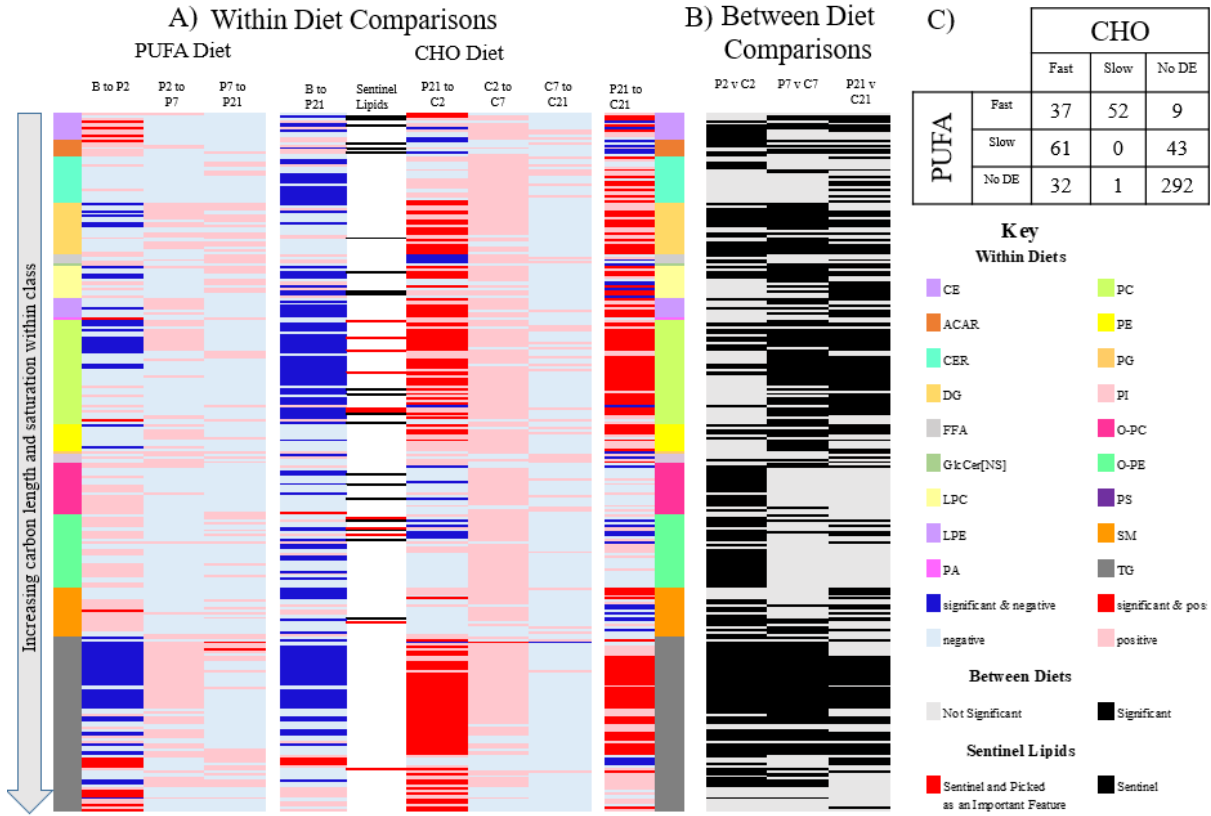 A) Within Diet Comparisons
PUFA Diet
CHO Diet
B to P2
P2 to P7
P7 to P21
B to P21
Sentinel Lipids
P21 to C2
C2 to C7
C7 to C21
P21 to C21
Increasing carbon length and saturation within class
B) Between Diet Comparisons
P2 v C2
P7 v C7
P21 v C21
C)
CHO
Fast
Slow
No DE
PUFA
Fast
37
52
9
Slow
61
0
43
No DE
32
1
292
Key
Within Diets
CE
PC
ACAR
PE
CER
PG
DG
PI
FFA
O-PC
GlcCer[NS]
O-PE
LPC
PS
LPE
SM
PA
TG
significant & negative
significant & pos
negative
positive
Between Diets
Not Significant
Significant
Sentinel Lipids
Sentinel and Picked
as an Important Feature
Sentinel